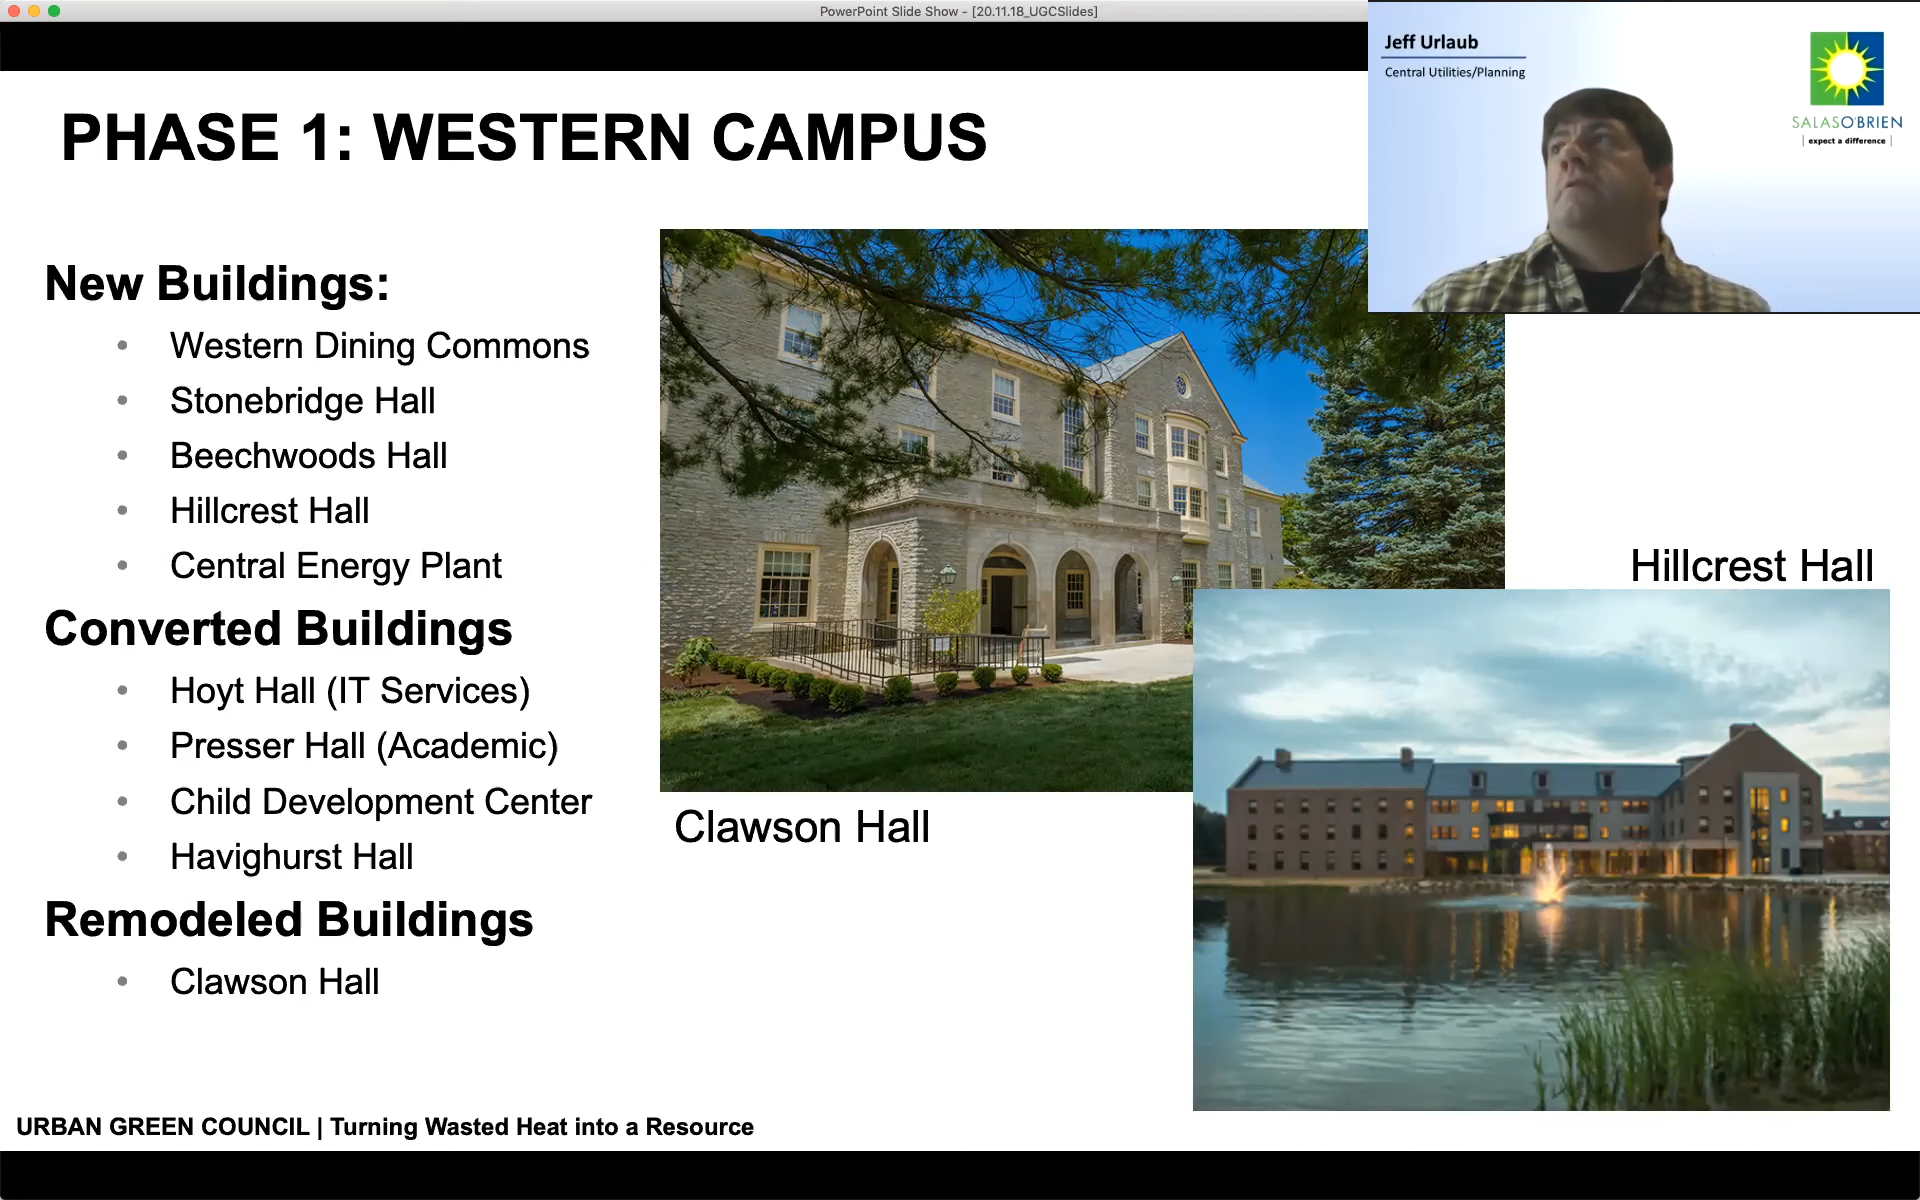 PowerPoint Slide Show - [20.11.18_UGCSlides]
Jeff Urlaub
Central Utilities/Planning
SALASO'BRIEN
| expect a difference |
PHASE 1: WESTERN CAMPUS
New Buildings:
• Western Dining Commons
• Stonebridge Hall
• Beechwoods Hall
• Hillcrest Hall
• Central Energy Plant
Converted Buildings
• Hoyt Hall (IT Services)
• Presser Hall (Academic)
• Child Development Center
• Havighurst Hall
Remodeled Buildings
• Clawson Hall
Hillcrest Hall
Clawson Hall
URBAN GREEN COUNCIL | Turning Wasted Heat into a Resource